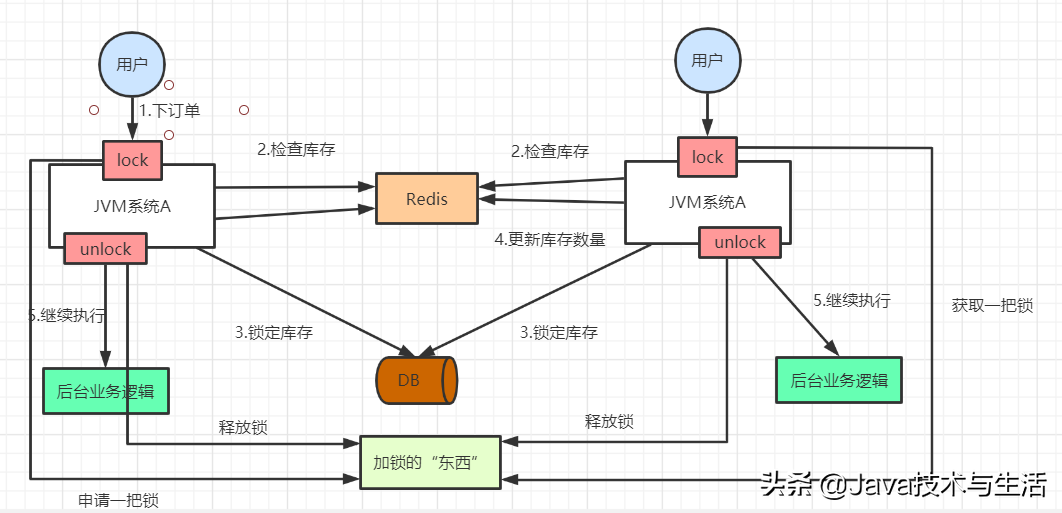 用户
用户
1.下订单
lock
lock
2.检查库存
2.检查库存
JVM系统A
Redis
JVM系统A
unlock
4.更新库存数量
unlock
5.继续执行
5.继续执行
获取一把锁
3.锁定库存
3.锁定库存
DB
后台业务逻辑
后台业务逻辑
释放锁
释放锁
加锁的“东西”
申请一把锁
头条 @Java技术与生活